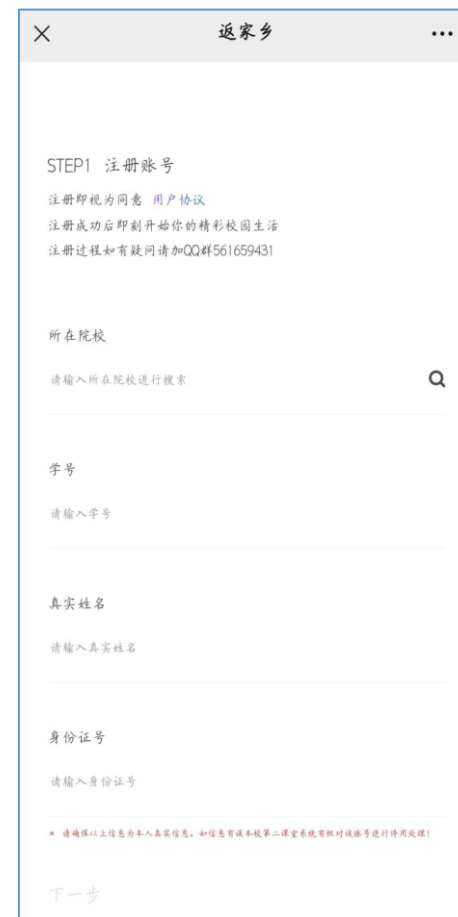 返家乡
STEP1 注册账号
注册即视为同意 用户协议
注册成功后即刻开始你的精彩校园生活
注册过程如有疑问请加QQ群561659431
所在院校
请输入所在院校进行搜索
学号
请输入学号
真实姓名
请输入真实姓名
身份证号
请输入身份证号
* 请确保以上信息为本人真实信息，如信息有误本校第二课堂系统有权对该账号进行停用处理！
下一步